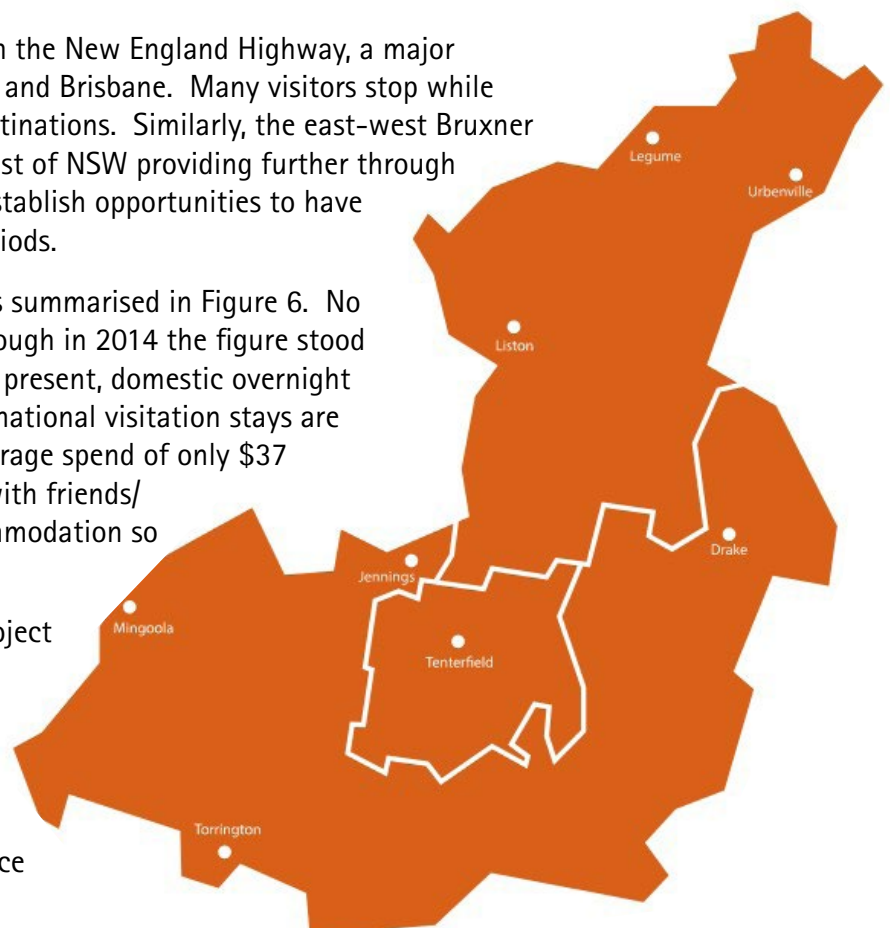 n the New England Highway, a major
and Brisbane. Many visitors stop while
tinations. Similarly, the east-west Bruxner
st of NSW providing further through
stablish opportunities to have
iods.
s summarised in Figure 6. No
ough in 2014 the figure stood
present, domestic overnight
national visitation stays are
erage spend of only $37
with friends/
mmodation so
oject
ce
Legume
Urbenville
Liston
Drake
Jennings
Mingoola
Tenterfield
Torrington